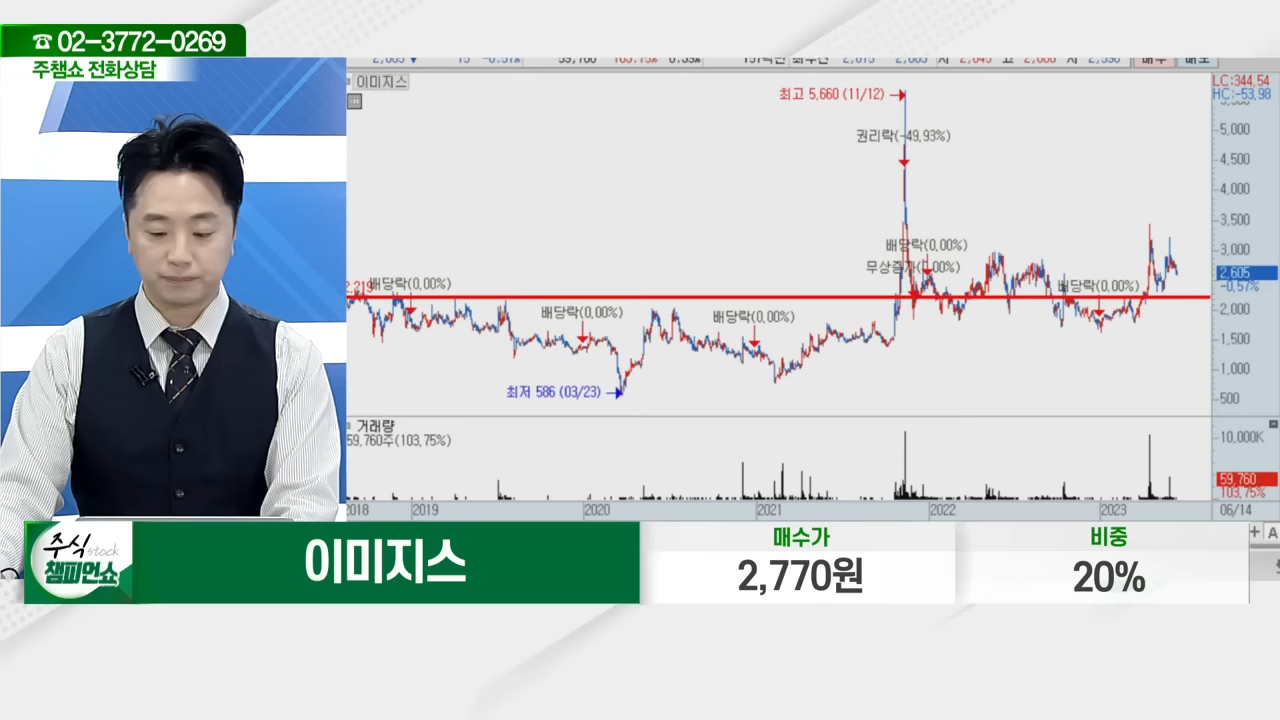 ☎ 02-3772-0269
주챔쇼 전화상담
이미지스
LC:344,54
HC:-53,98
최고 5,660 (11/12)
권리락(-49,93%)
배당락(0,00%)
무상증자(0,00%)
배당락(0,00%)
배당락(0,00%)
배당락(0,00%)
배당락(0,00%)
2,219
최저 586 (03/23)
5,000
4,500
4,000
3,500
3,000
2,605
-0,57%
2,000
1,500
1,000
500
거래량
59,760주(103,75%)
10,000K
59,760
103,75%
2018 2019 2020 2021 2022 2023 06/14
주식 stock
챔피언쇼
이미지스
매수가
2,770원
비중
20%
+ A